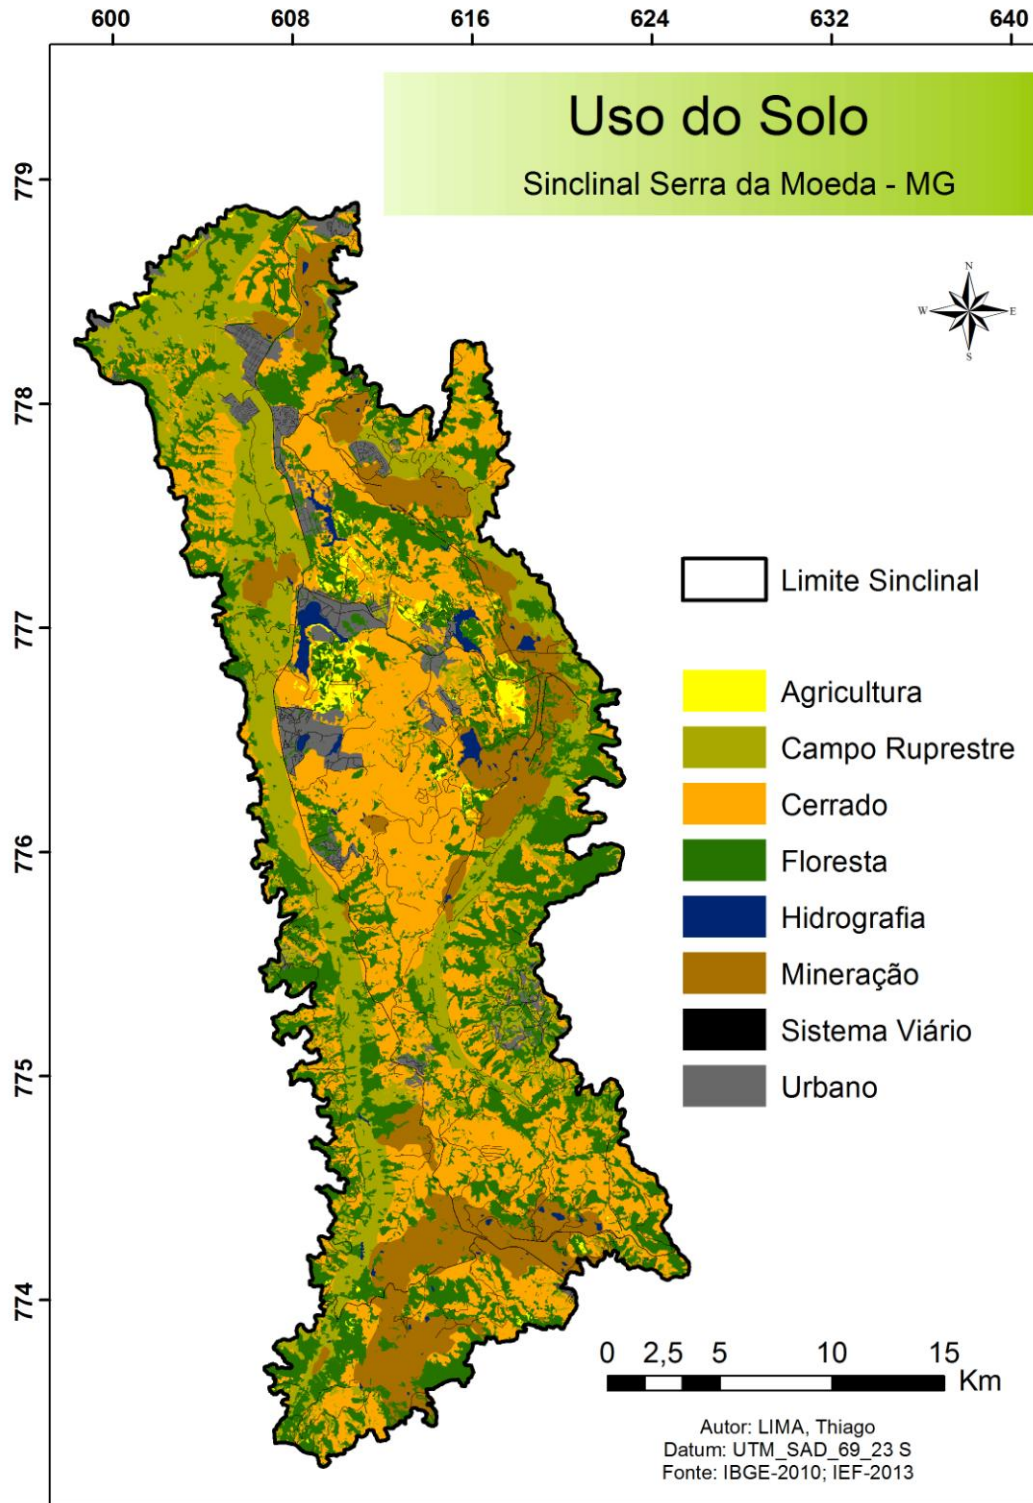 600 608 616 624 632 640
Uso do Solo
Sinclinal Serra da Moeda - MG
779
778
777
776
775
774
N
W E
S
Limite Sinclinal
Agricultura
Campo Ruprestre
Cerrado
Floresta
Hidrografia
Mineração
Sistema Viário
Urbano
0 2,5 5 10 15
Km
Autor: LIMA, Thiago
Datum: UTM_SAD_69_23 S
Fonte: IBGE-2010; IEF-2013